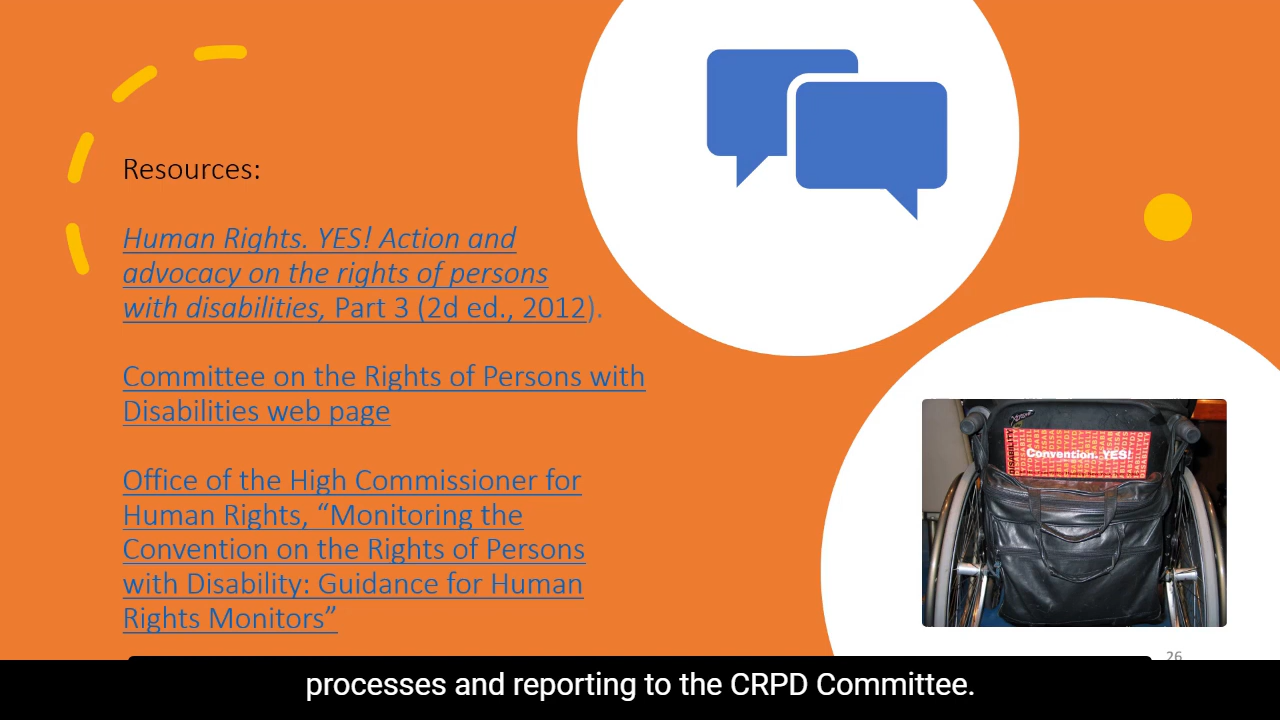 Resources:
Human Rights. YES! Action and
advocacy on the rights of persons
with disabilities, Part 3 (2d ed., 2012).
Committee on the Rights of Persons with
Disabilities web page
Office of the High Commissioner for
Human Rights, “Monitoring the
Convention on the Rights of Persons
with Disability: Guidance for Human
Rights Monitors”
Convention. YES!
26
processes and reporting to the CRPD Committee.